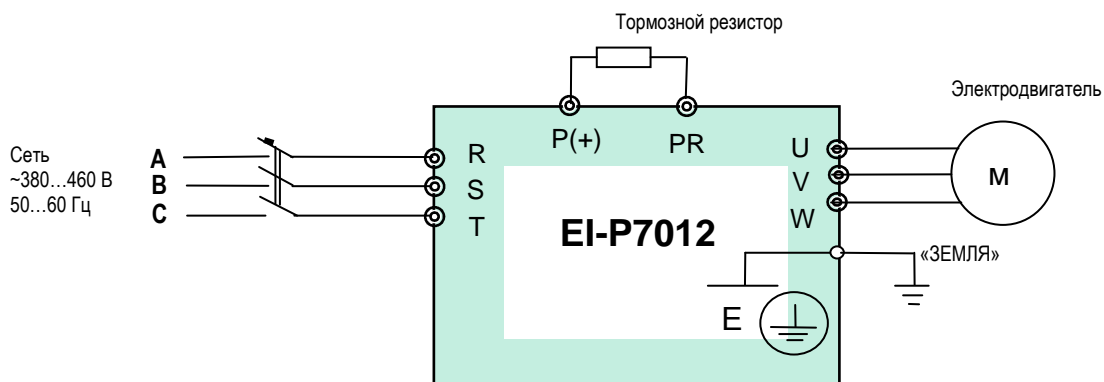 Тормозной резистор
Электродвигатель
P(+)
PR
Сеть
~380…460 В
50…60 Гц
A
B
C
R
S
T
U
V
W
M
EI-P7012
«ЗЕМЛЯ»
E